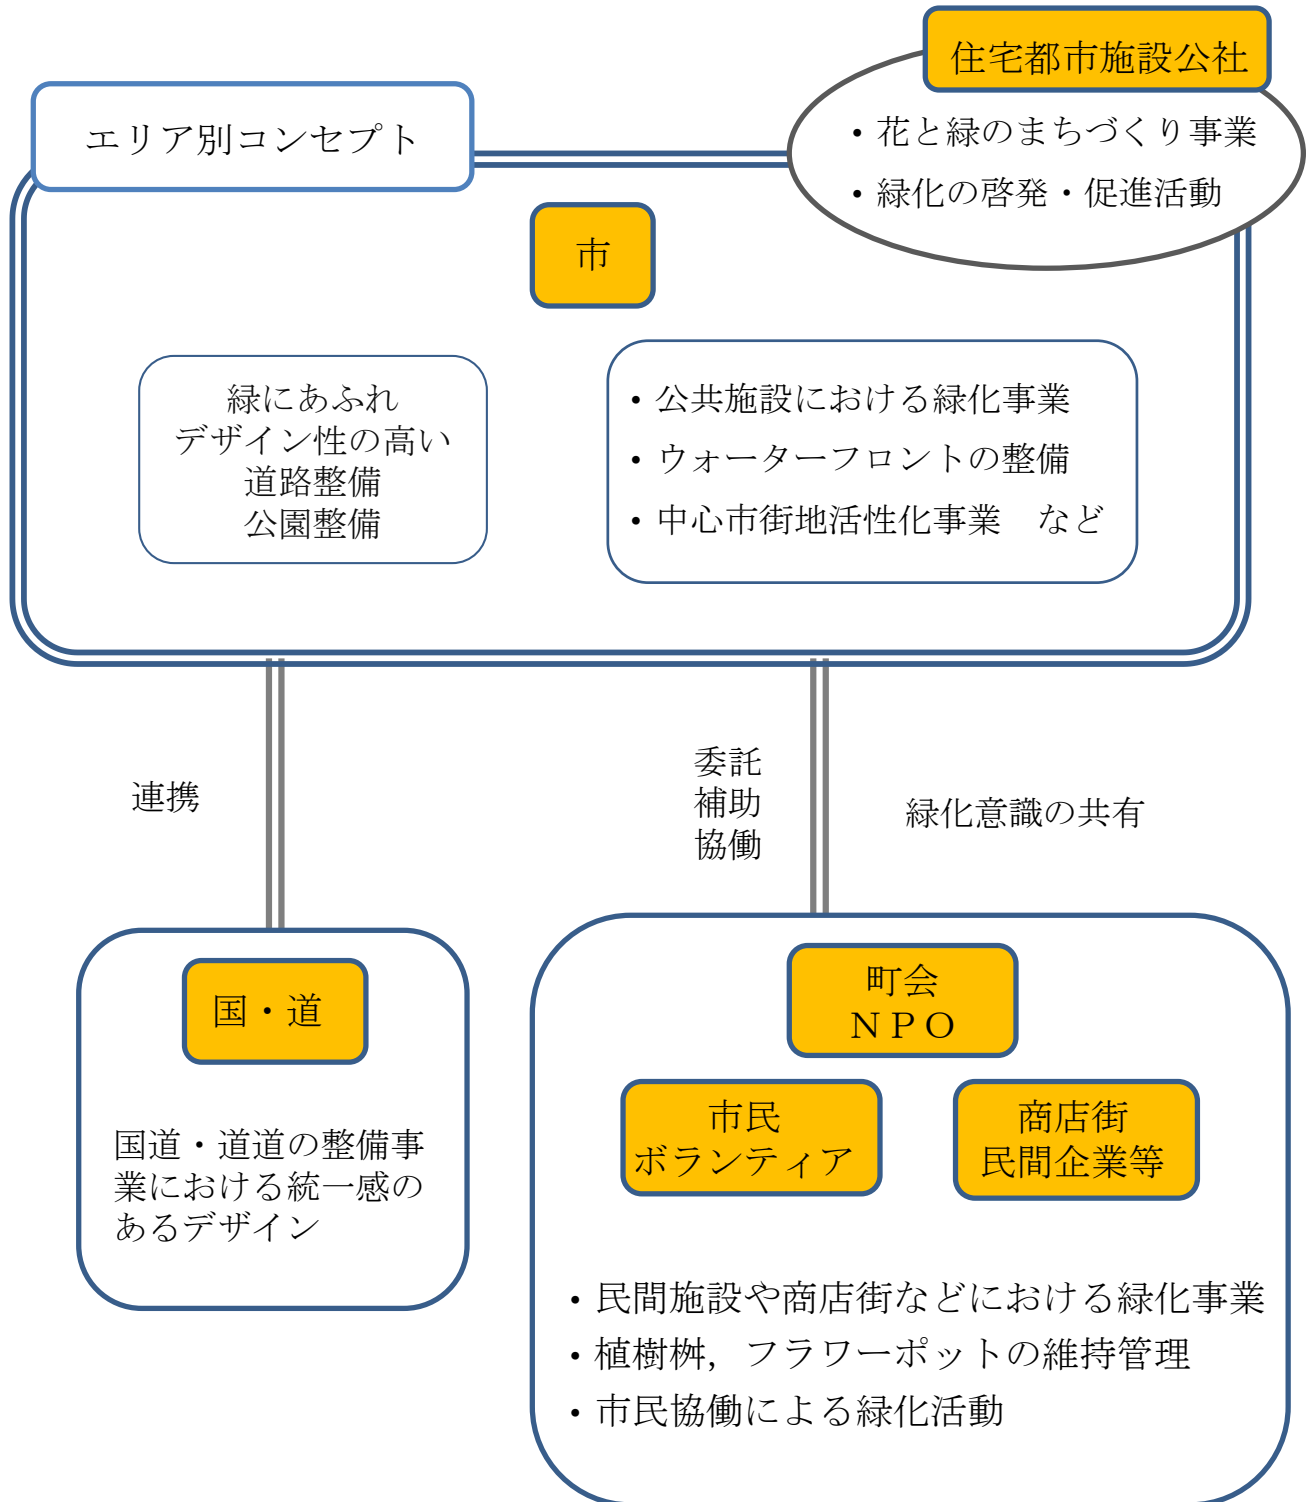 住宅都市施設公社
・花と緑のまちづくり事業
・緑化の啓発・促進活動
エリア別コンセプト
市
緑にあふれ
デザイン性の高い
道路整備
公園整備
・公共施設における緑化事業
・ウォーターフロントの整備
・中心市街地活性化事業　など
連携
委託
補助
協働
緑化意識の共有
国・道
国道・道道の整備事
業における統一感の
あるデザイン
町会
ＮＰＯ
市民
ボランティア
商店街
民間企業等
・民間施設や商店街などにおける緑化事業
・植樹桝，フラワーポットの維持管理
・市民協働による緑化活動